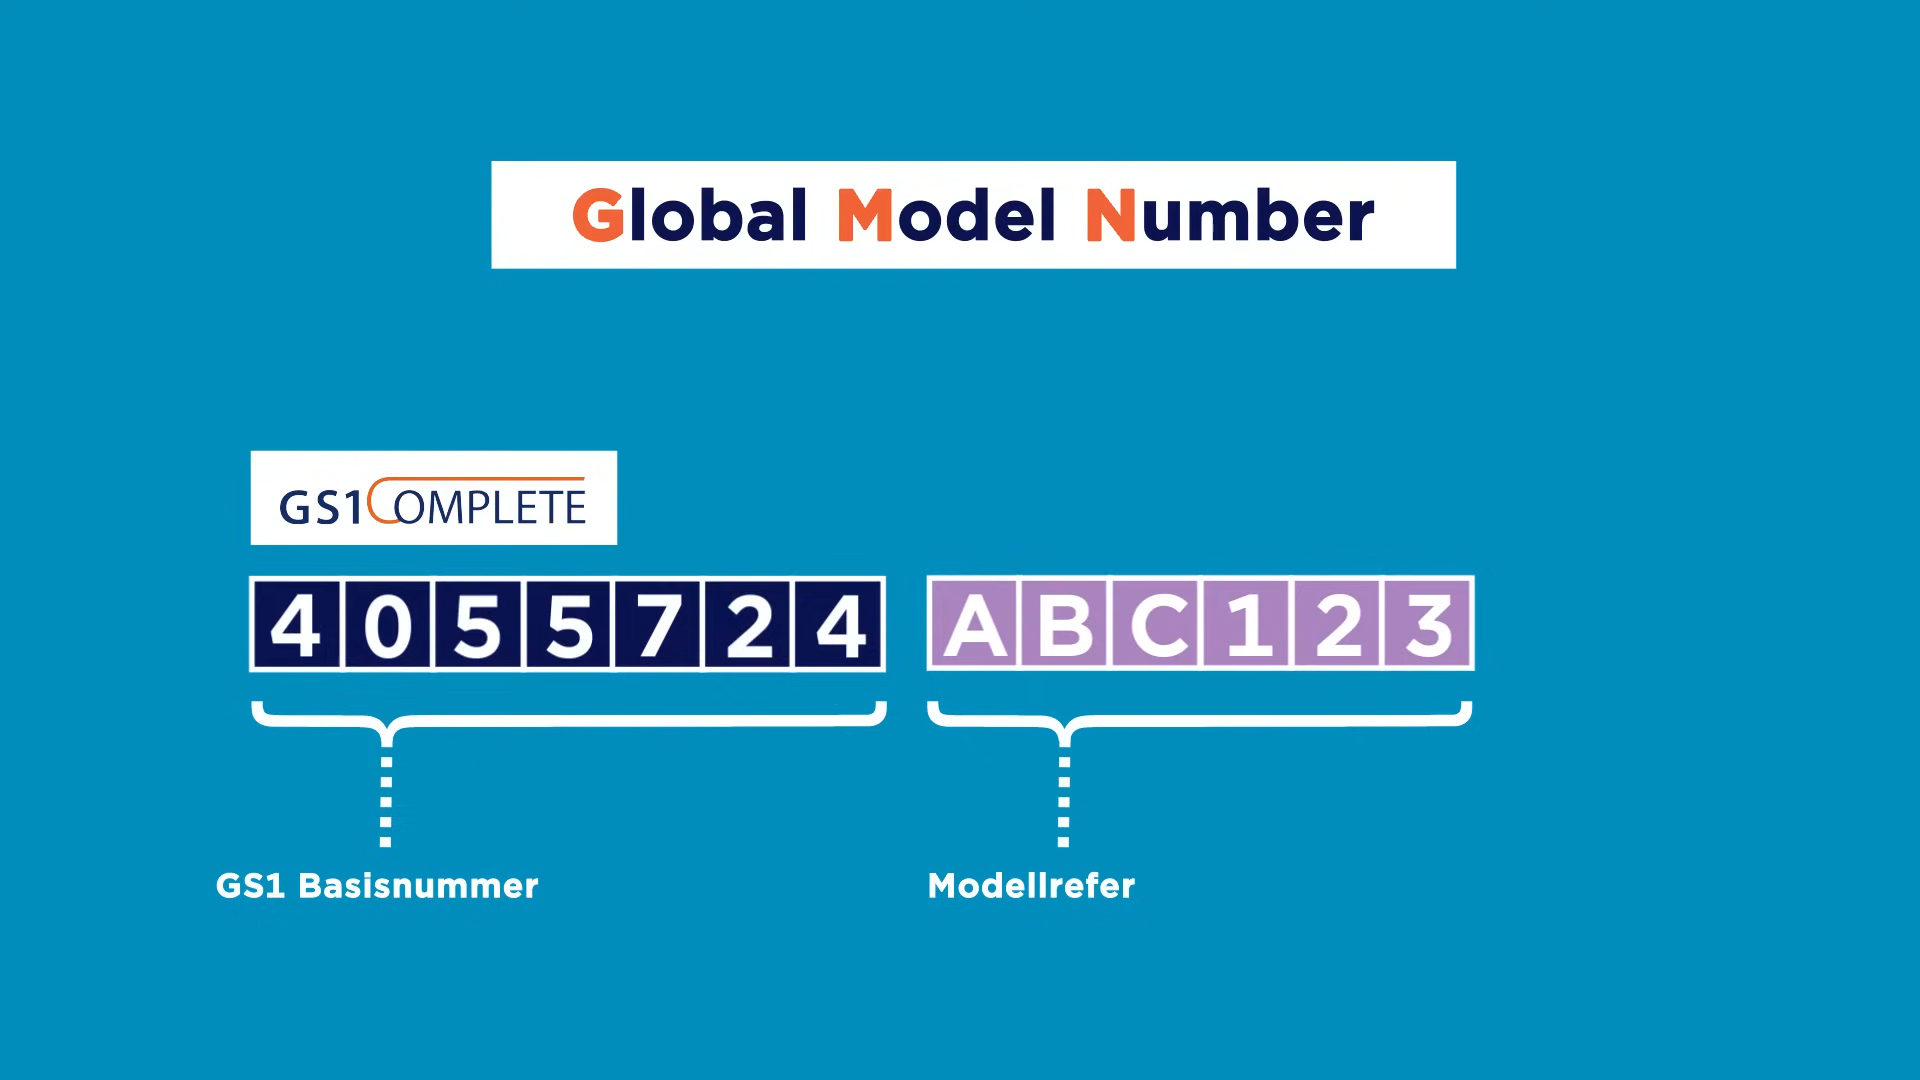 Global Model Number
GS1 COMPLETE
4055724 ABC123
GS1 Basisnummer Modellrefer